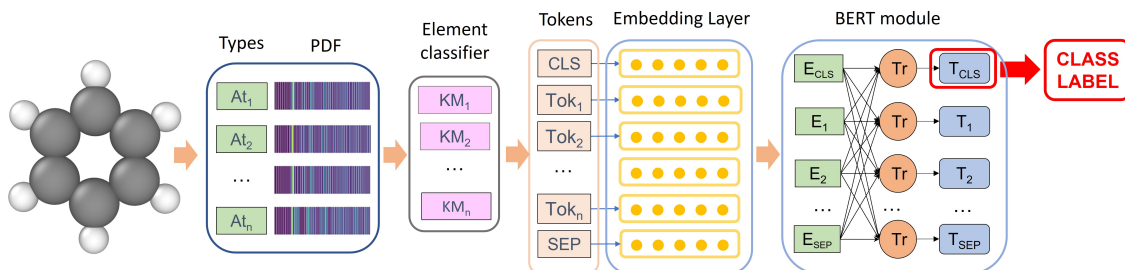 Types
PDF
At1
At2
...
Atn
Element
classifier
KM1
KM2
...
KMn
Tokens
CLS
Tok1
Tok2
...
Tokn
SEP
Embedding Layer
BERT module
ECLS
E1
E2
...
ESEP
Tr
Tr
Tr
Tr
TCLS
T1
T2
...
TSEP
CLASS
LABEL